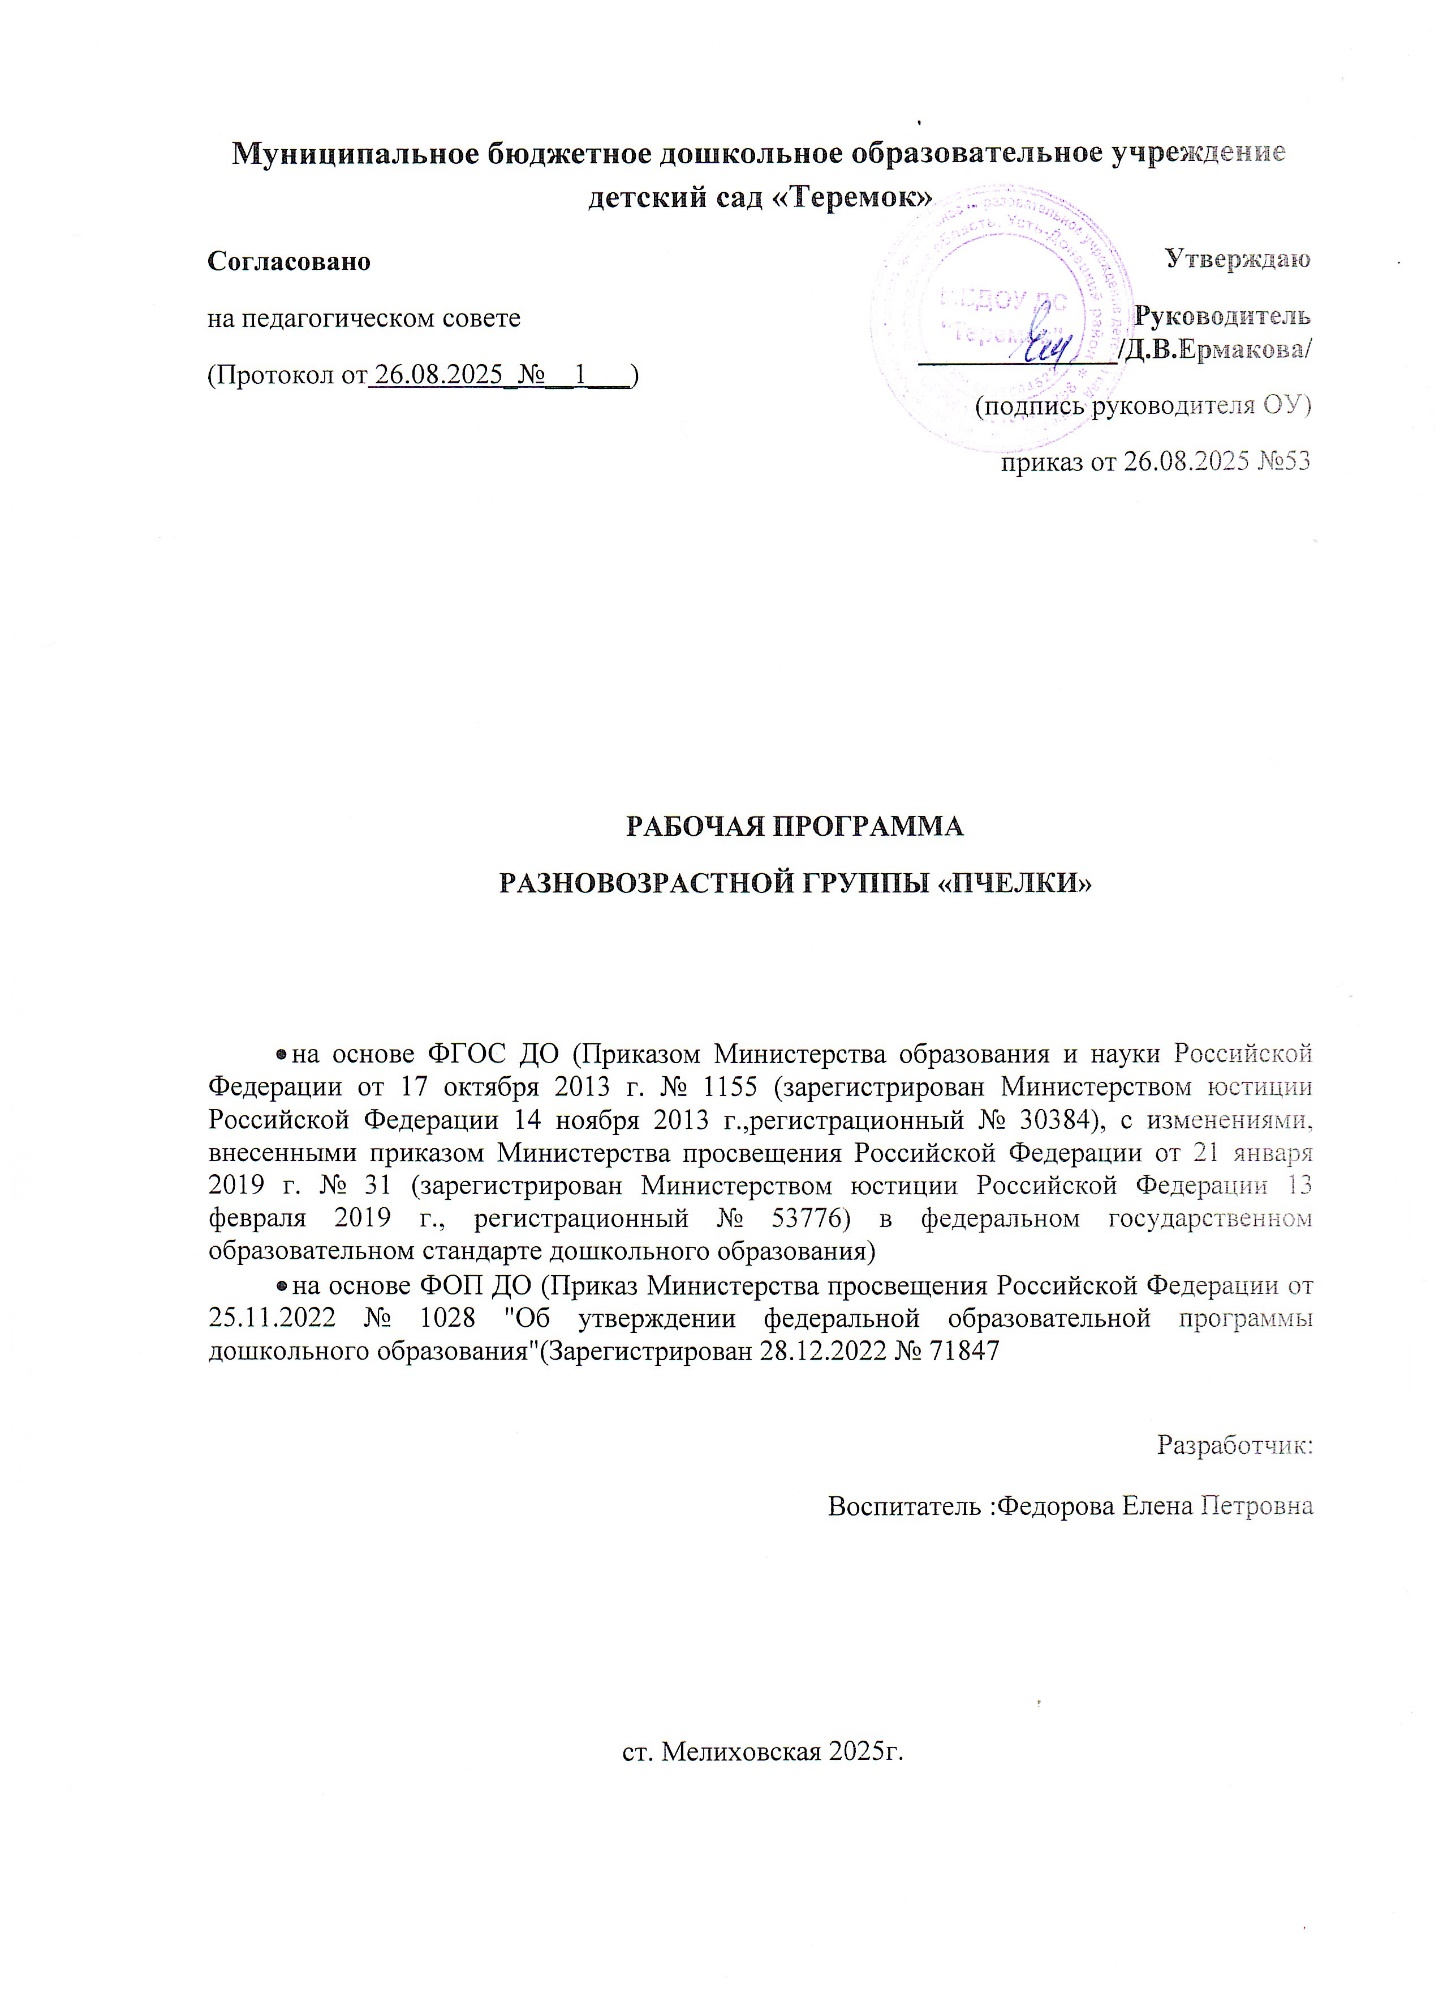 Муниципальное бюджетное дошкольное образовательное учреждение
детский сад «Теремок»
Согласовано
Утверждаю
на педагогическом совете
Руководитель
/Д.В.Ермакова/
(Протокол от 26.08.2025 № 1 )
(подпись руководителя ОУ)
приказ от 26.08.2025 №53
РАБОЧАЯ ПРОГРАММА
РАЗНОВОЗРАСТНОЙ ГРУППЫ «ПЧЕЛКИ»
•на основе ФГОС ДО (Приказом Министерства образования и науки Российской
Федерации от 17 октября 2013 г. № 1155 (зарегистрирован Министерством юстиции
Российской Федерации 14 ноября 2013 г.,регистрационный № 30384), с изменениями,
внесенными приказом Министерства просвещения Российской Федерации от 21 января
2019 г. № 31 (зарегистрирован Министерством юстиции Российской Федерации 13
февраля 2019 г., регистрационный № 53776) в федеральном государственном
образовательном стандарте дошкольного образования)
•на основе ФОП ДО (Приказ Министерства просвещения Российской Федерации от
25.11.2022 № 1028 "Об утверждении федеральной образовательной программы
дошкольного образования"(Зарегистрирован 28.12.2022 № 71847
Разработчик:
Воспитатель :Федорова Елена Петровна
ст. Мелиховская 2025г.